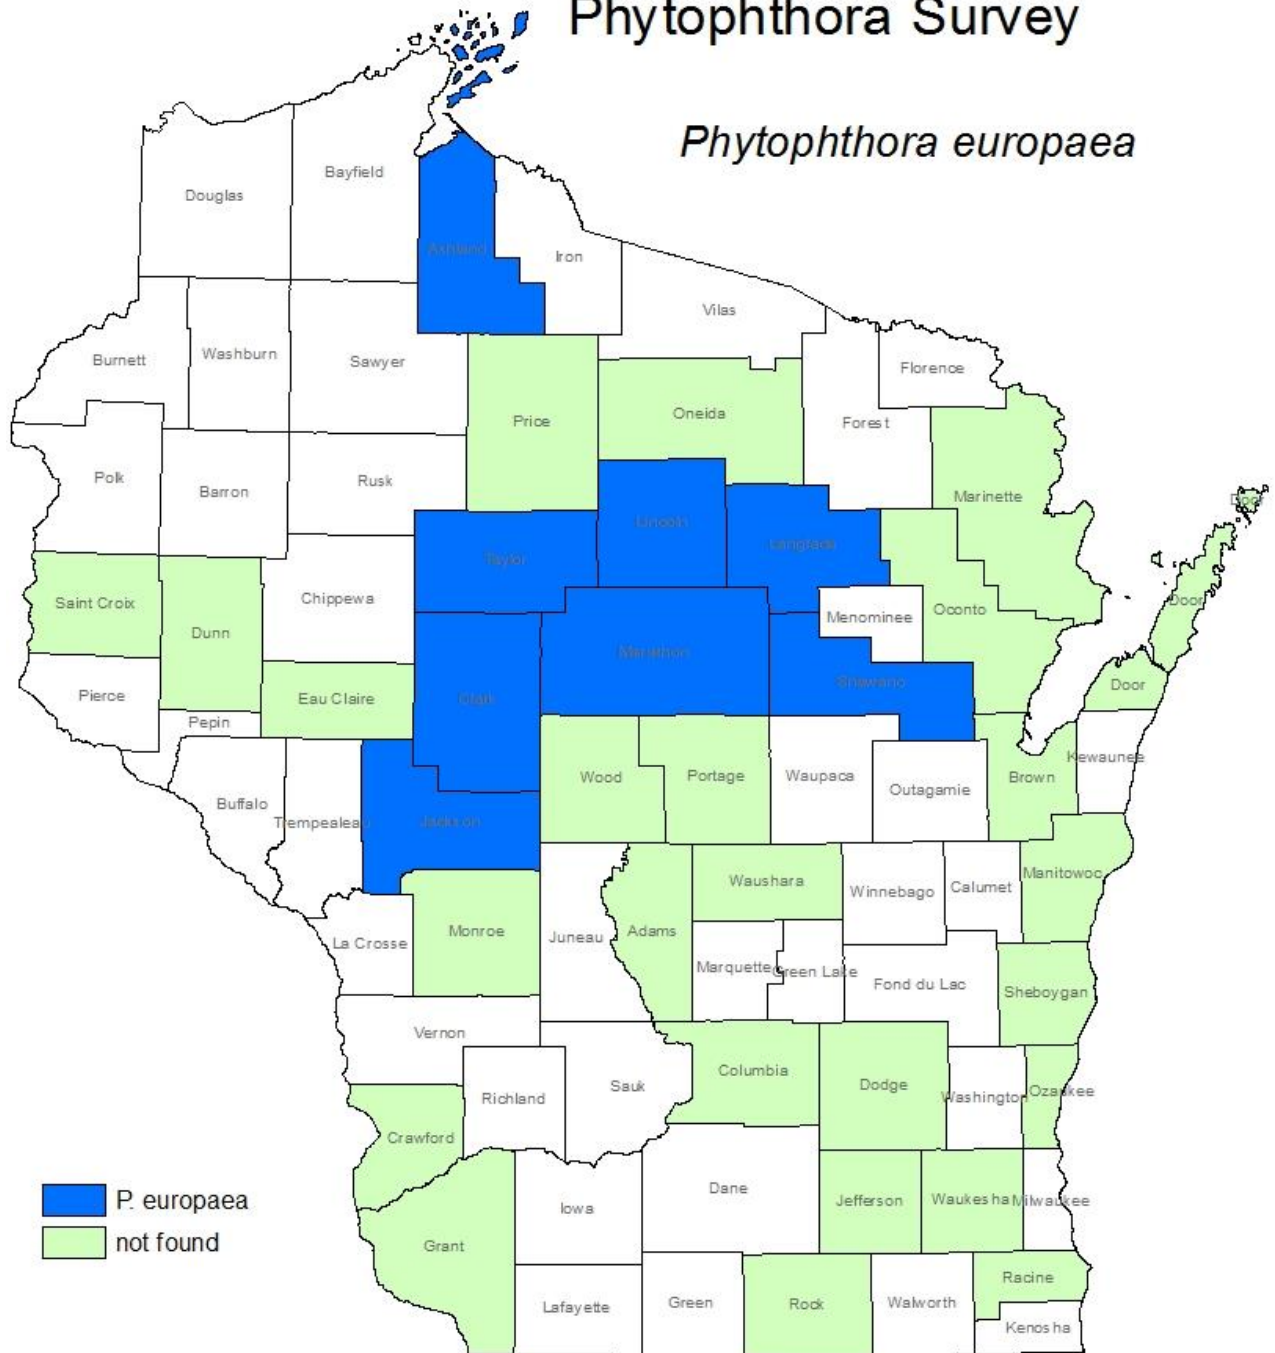 Phytophthora Survey
Phytophthora europaea
Douglas
Bayfield
Ashland
Iron
Vilas
Burnett
Washburn
Sawyer
Florence
Price
Oneida
Forest
Polk
Barron
Rusk
Marinette
Door
Lincoln
Langlade
Taylor
Saint Croix
Dunn
Chippewa
Menominee
Oconto
Door
Marathon
Shawano
Pierce
Eau Claire
Clark
Door
Pepin
Wood
Portage
Waupaca
Outagamie
Brown
Kewaunee
Buffalo
Trempealeau
Jackson
Waushara
Winnebago
Calumet
Manitowoc
La Crosse
Monroe
Juneau
Adams
Marquette
Green Lake
Fond du Lac
Sheboygan
Vernon
Richland
Sauk
Columbia
Dodge
Washington
Ozaukee
Crawford
P. europaea
not found
Grant
Iowa
Dane
Jefferson
Waukesha
Milwaukee
Lafayette
Green
Rock
Walworth
Racine
Kenosha